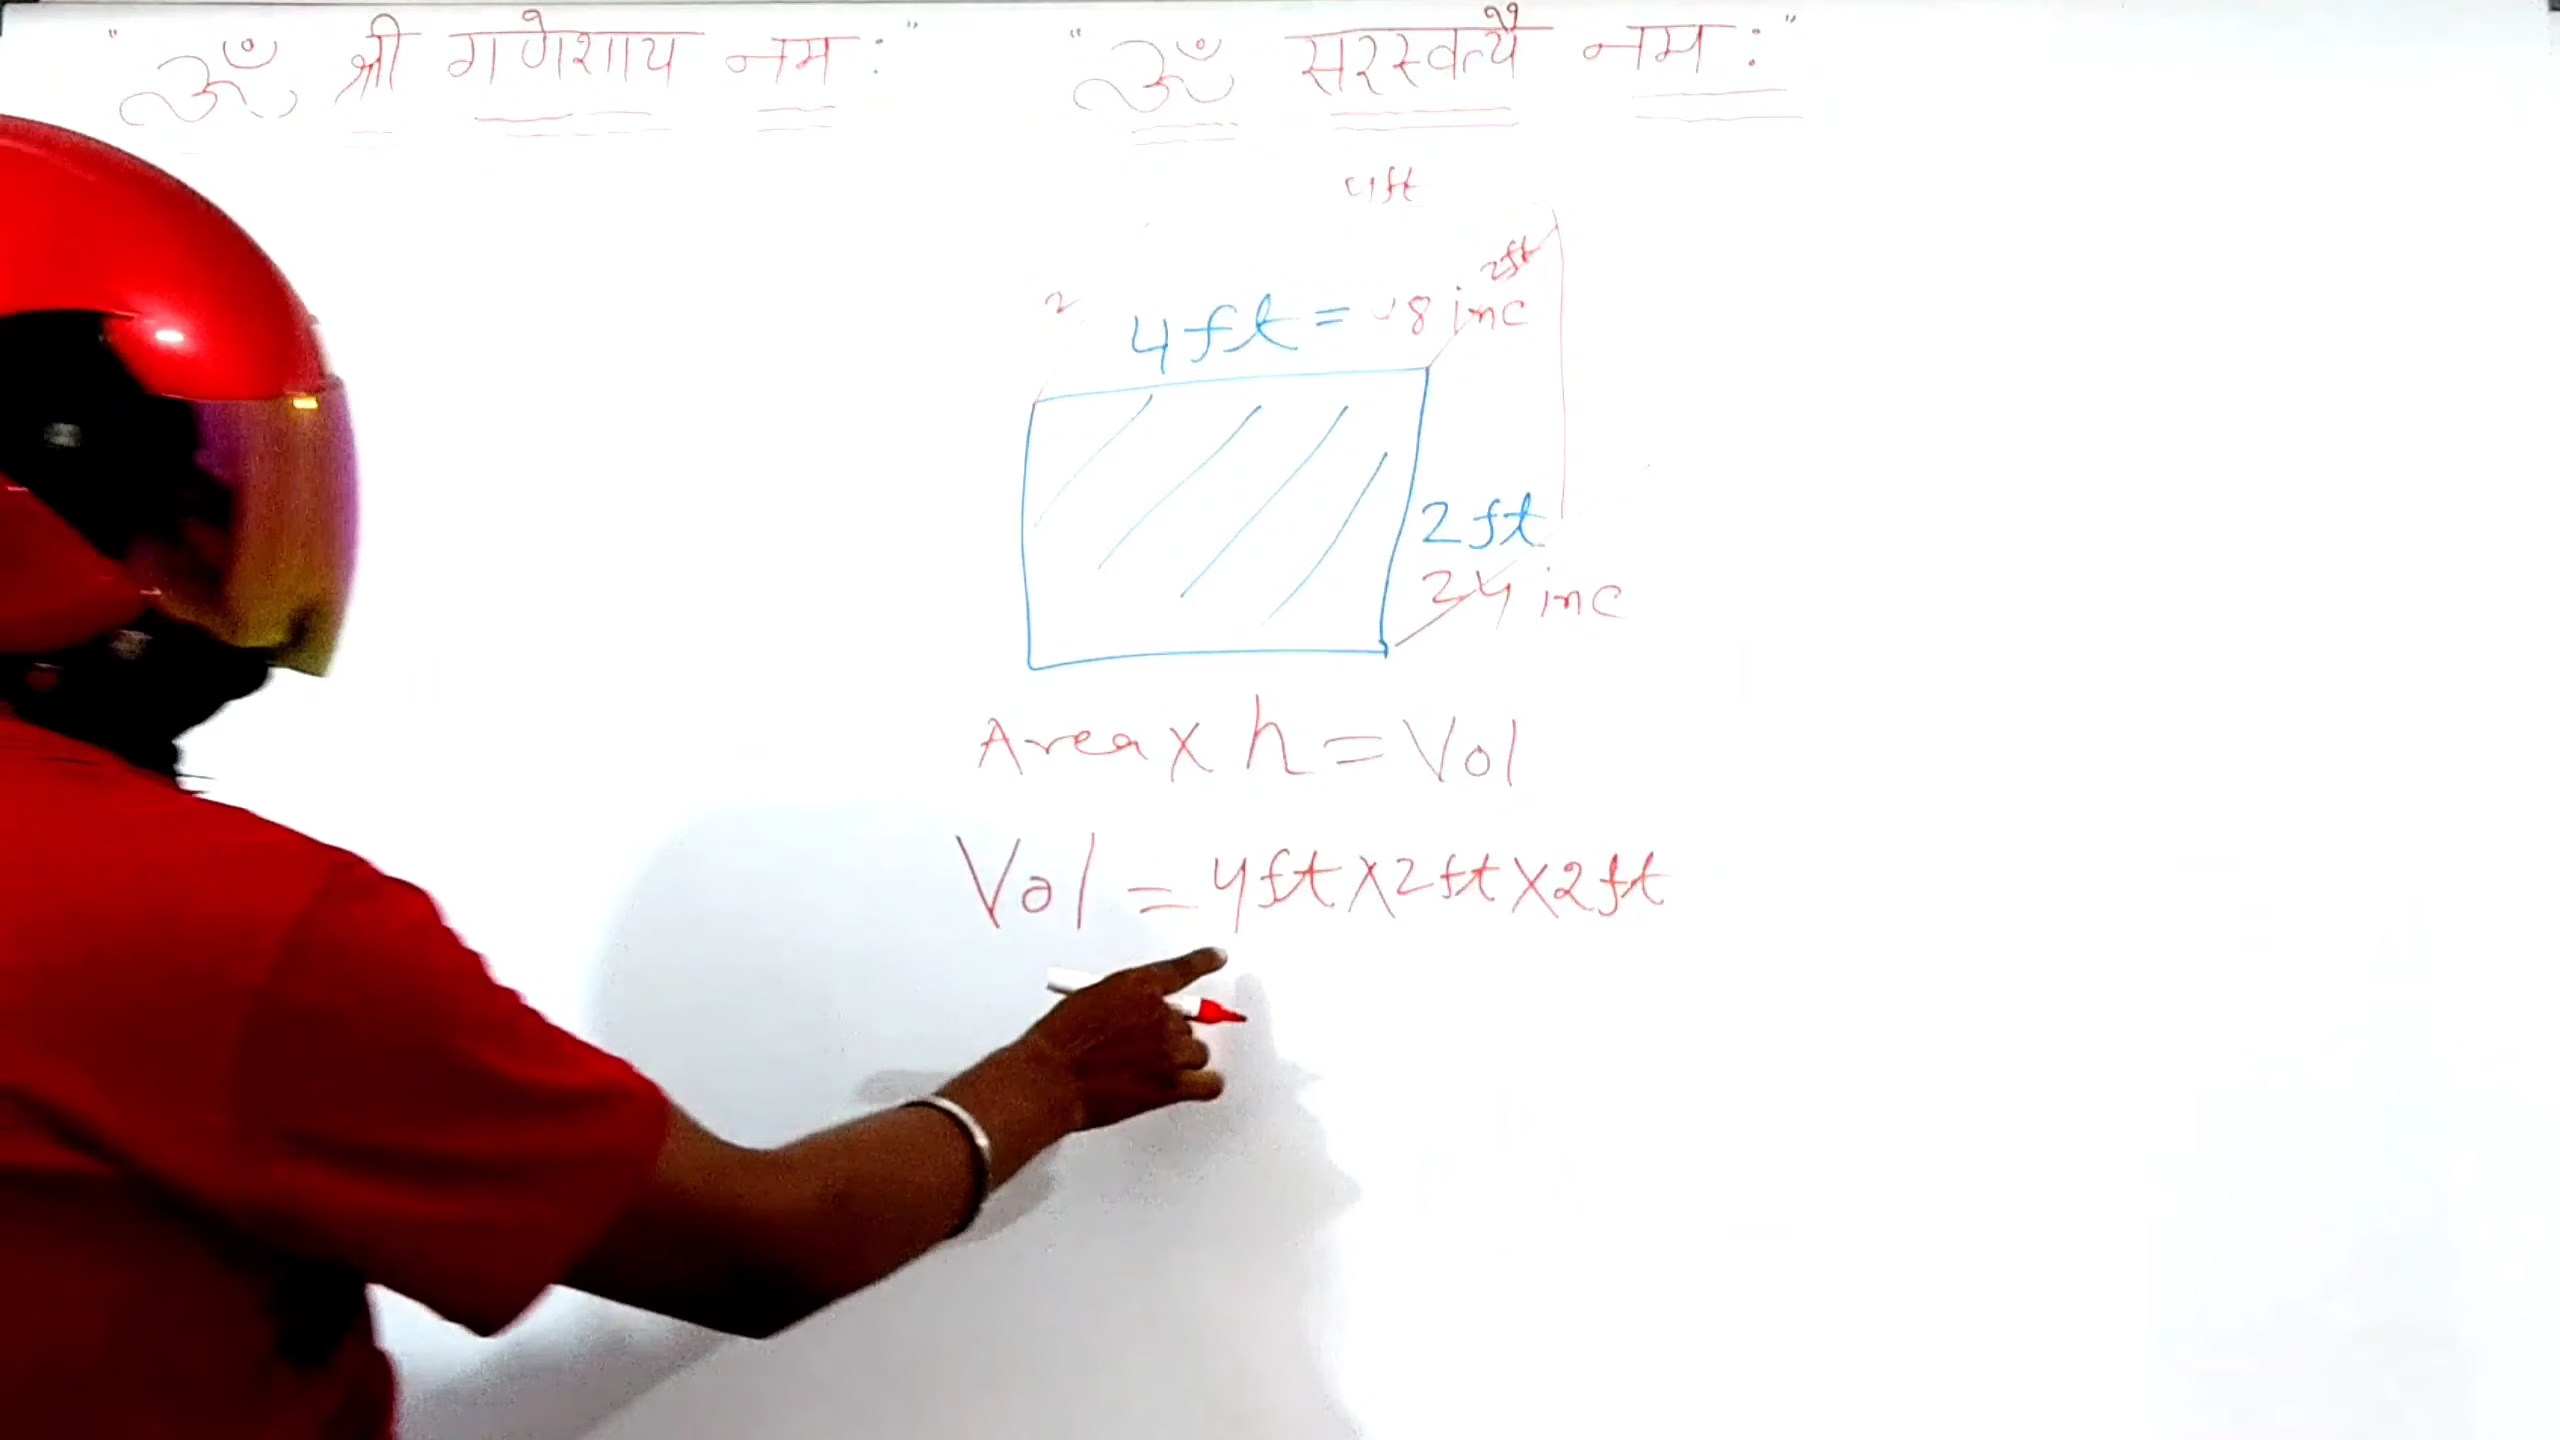 " ॐ श्री गणेशाय नम: " " ॐ सरस्वत्यै नम: "
4ft
2ft
2
4ft = 48 inc
2ft
24 inc
Area x h = Vol
Vol = 4ft x 2ft x 2ft